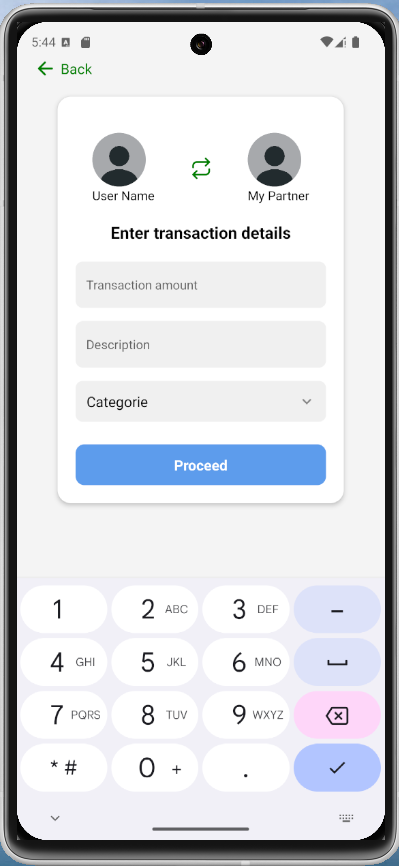 5:44
Back
User Name
My Partner
Enter transaction details
Transaction amount
Description
Categorie
Proceed
1 2 ABC 3 DEF –
4 GHI 5 JKL 6 MNO
7 PQRS 8 TUV 9 WXYZ
* # 0 + .